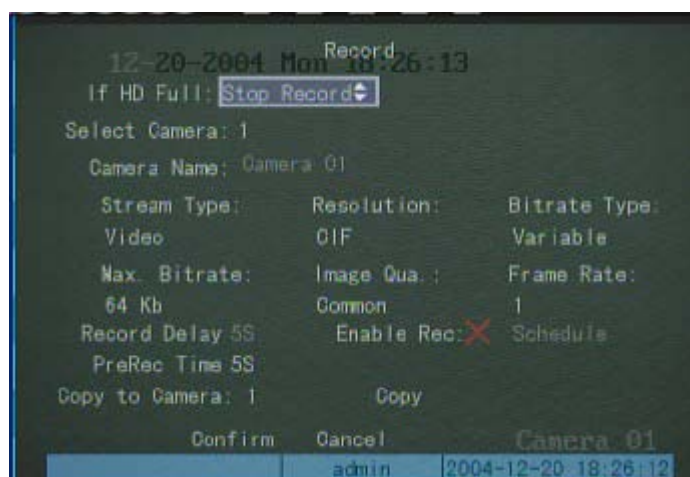 Record
12-20-2004 Mon 18:26:13
If HD Full: Stop Record
Select Camera: 1
Camera Name: Camera 01
Stream Type: Resolution: Bitrate Type:
Video CIF Variable
Max. Bitrate: Image Qua.: Frame Rate:
64 Kb Common 1
Record Delay 5S Enable Rec: Schedule
PreRec Time 5S
Copy to Camera: 1 Copy
Confirm Cancel Camera 01
admin 2004-12-20 18:26:12